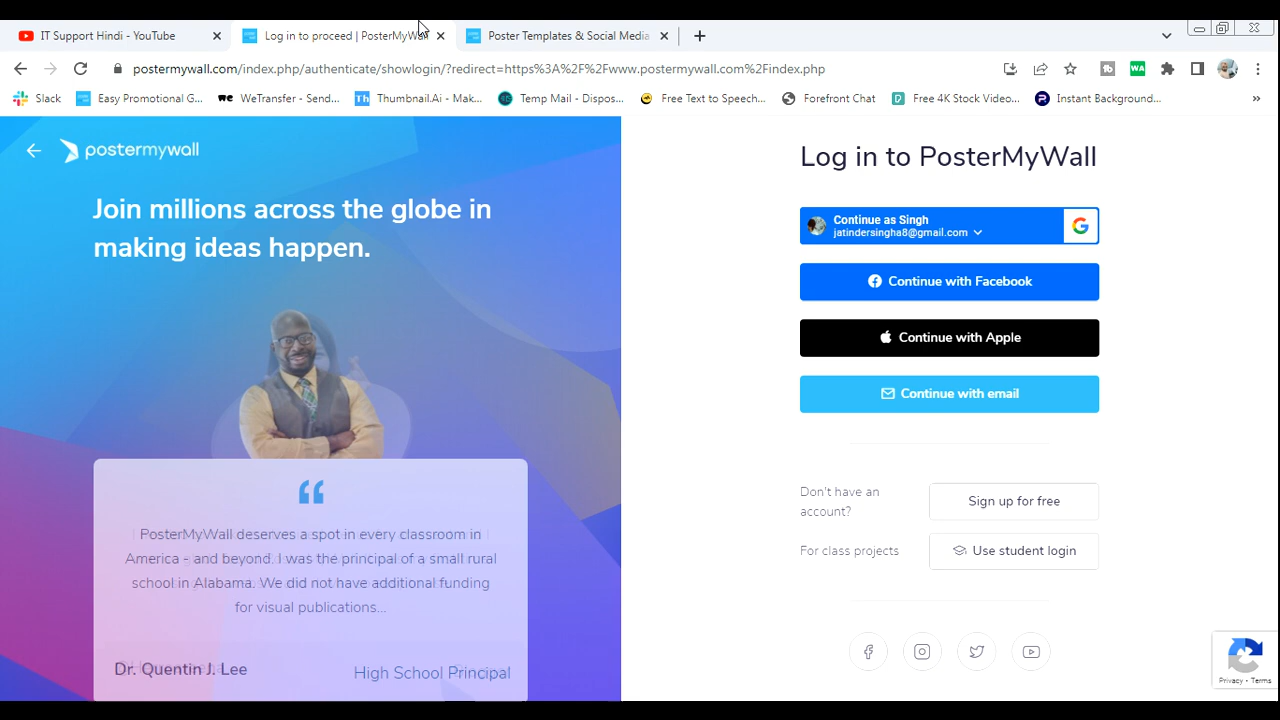 IT Support Hindi - YouTube
Log in to proceed | PosterMyWall
Poster Templates & Social Media
postermywall.com/index.php/authenticate/showlogin/?redirect=https%3A%2F%2Fwww.postermywall.com%2Findex.php
Slack
Easy Promotional G...
WeTransfer - Send...
Thumbnail.Ai - Mak...
Temp Mail - Dispos...
Free Text to Speech...
Forefront Chat
Free 4K Stock Video...
Instant Background...
postermywall
Join millions across the globe in
making ideas happen.
PosterMyWall deserves a spot in every classroom in
America - and beyond. I was the principal of a small rural
school in Alabama. We did not have additional funding
for visual publications...
Dr. Quentin J. Lee
High School Principal
Log in to PosterMyWall
Continue as Singh
jatindersingha8@gmail.com
Continue with Facebook
Continue with Apple
Continue with email
Don't have an
account?
Sign up for free
For class projects
Use student login
Privacy - Terms